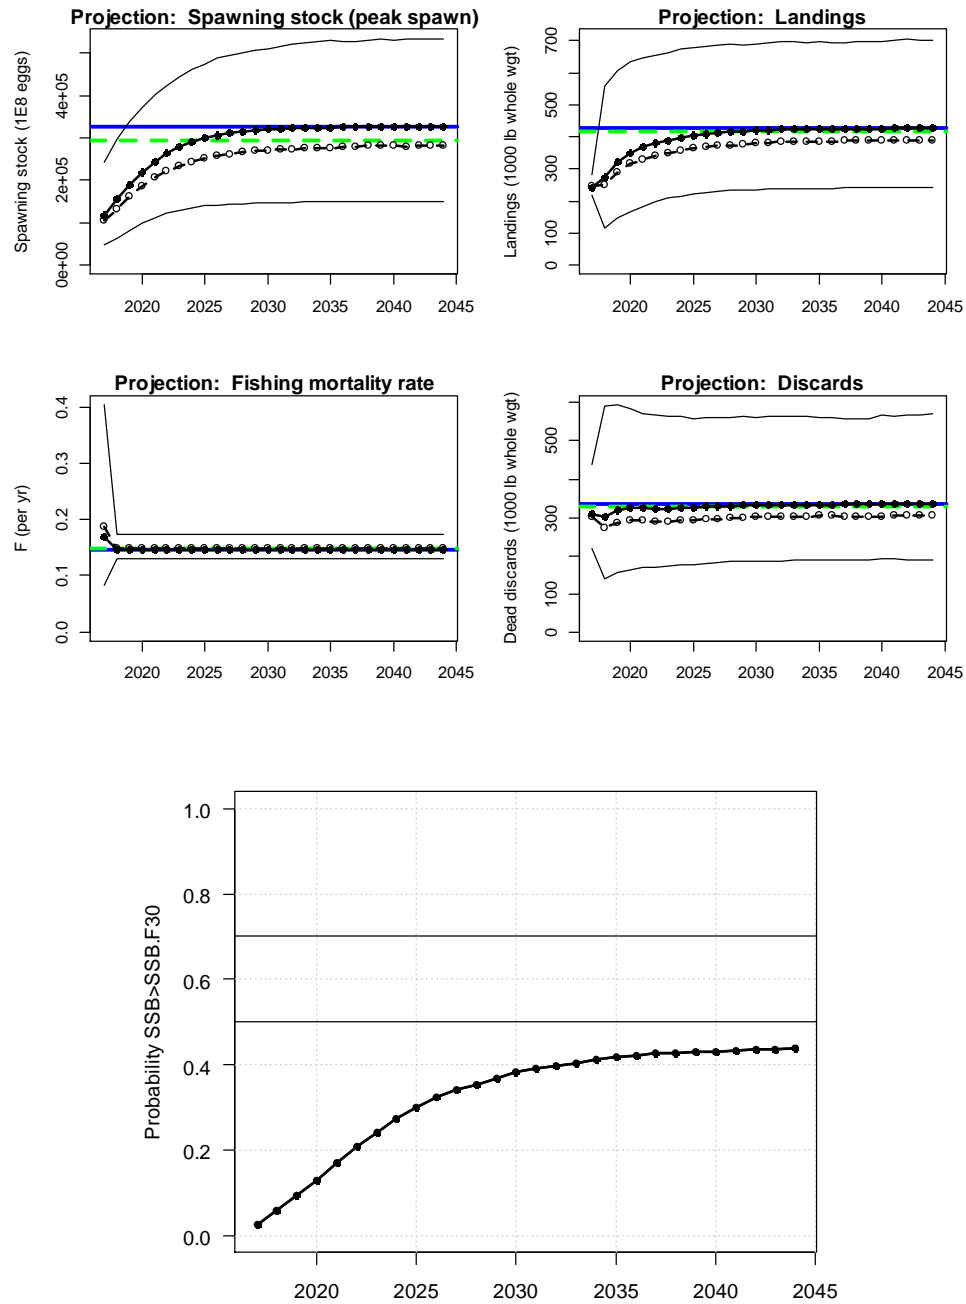 Projection: Spawning stock (peak spawn)
Spawning stock (1E8 eggs)
4e+05
2e+05
0e+00
2020 2025 2030 2035 2040 2045
Projection: Landings
Landings (1000 lb whole wgt)
700
500
300
100
0
2020 2025 2030 2035 2040 2045
Projection: Fishing mortality rate
F (per yr)
0.4
0.3
0.2
0.1
0.0
2020 2025 2030 2035 2040 2045
Projection: Discards
Dead discards (1000 lb whole wgt)
500
300
100
0
2020 2025 2030 2035 2040 2045
Probability SSB>SSB.F30
1.0
0.8
0.6
0.4
0.2
0.0
2020 2025 2030 2035 2040 2045